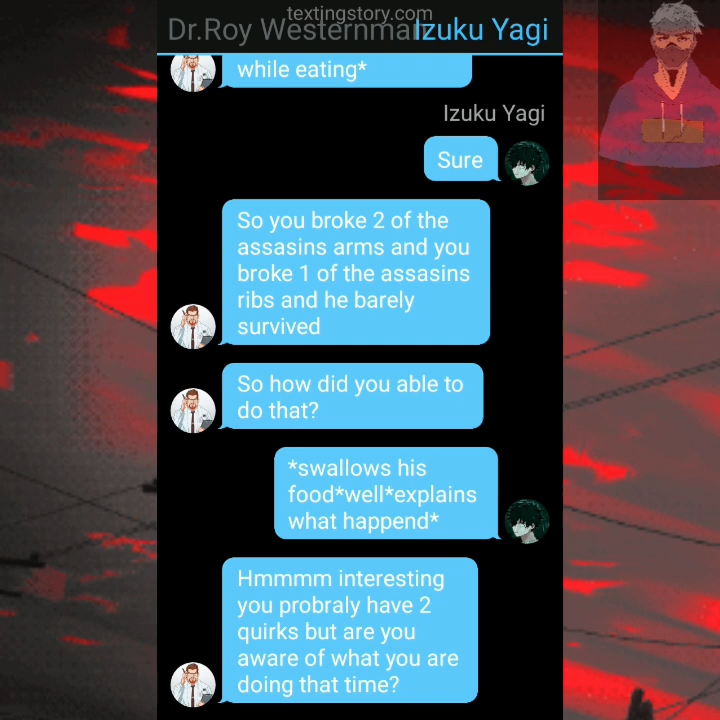 textingstory.com
Dr.Roy Westernman
Izuku Yagi
while eating*
Izuku Yagi
Sure
So you broke 2 of the
assasins arms and you
broke 1 of the assasins
ribs and he barely
survived
So how did you able to
do that?
*swallows his
food*well*explains
what happend*
Hmmmm interesting
you probraly have 2
quirks but are you
aware of what you are
doing that time?